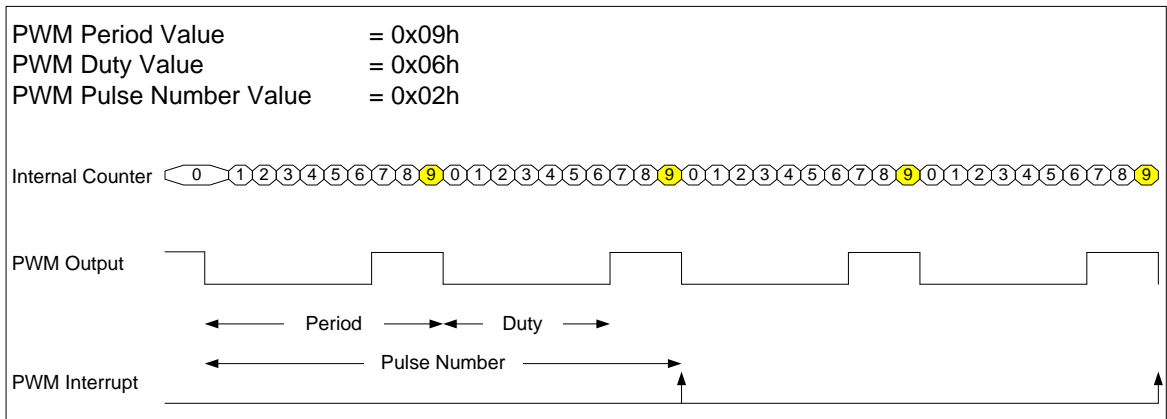 PWM Period Value = 0x09h
PWM Duty Value = 0x06h
PWM Pulse Number Value = 0x02h
Internal Counter 0 1 2 3 4 5 6 7 8 9 0 1 2 3 4 5 6 7 8 9 0 1 2 3 4 5 6 7 8 9 0 1 2 3 4 5 6 7 8 9
PWM Output
Period Duty
Pulse Number
PWM Interrupt